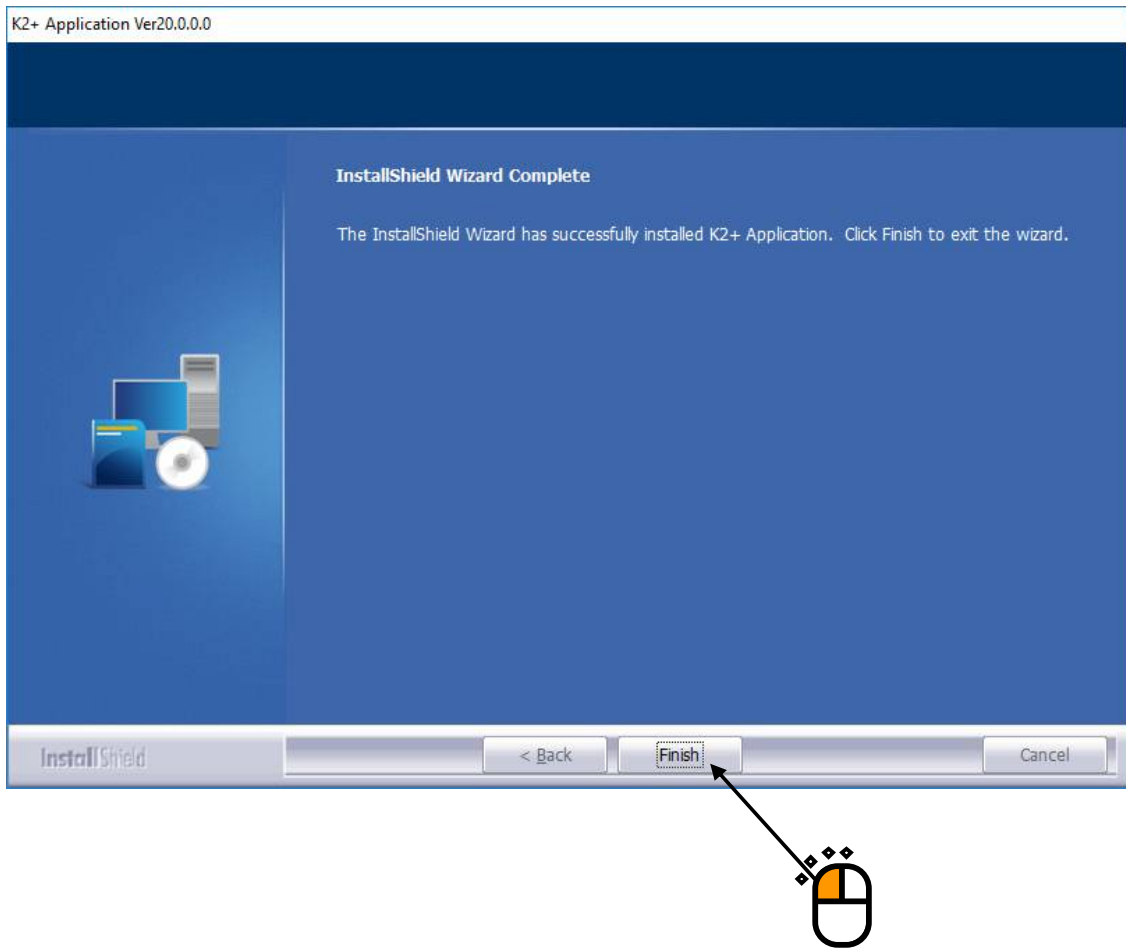 K2+ Application Ver20.0.0.0
InstallShield Wizard Complete
The InstallShield Wizard has successfully installed K2+ Application.  Click Finish to exit the wizard.
InstallShield
< Back
Finish
Cancel